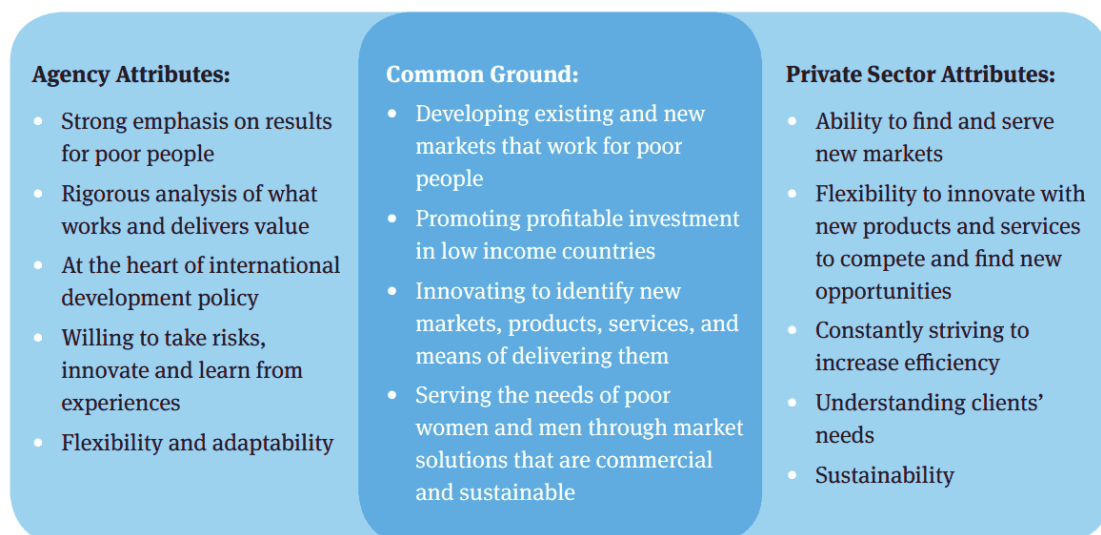 Agency Attributes:
• Strong emphasis on results
for poor people
• Rigorous analysis of what
works and delivers value
• At the heart of international
development policy
• Willing to take risks,
innovate and learn from
experiences
• Flexibility and adaptability
Common Ground:
• Developing existing and new
markets that work for poor
people
• Promoting profitable investment
in low income countries
• Innovating to identify new
markets, products, services, and
means of delivering them
• Serving the needs of poor
women and men through market
solutions that are commercial
and sustainable
Private Sector Attributes:
• Ability to find and serve
new markets
• Flexibility to innovate with
new products and services
to compete and find new
opportunities
• Constantly striving to
increase efficiency
• Understanding clients’
needs
• Sustainability